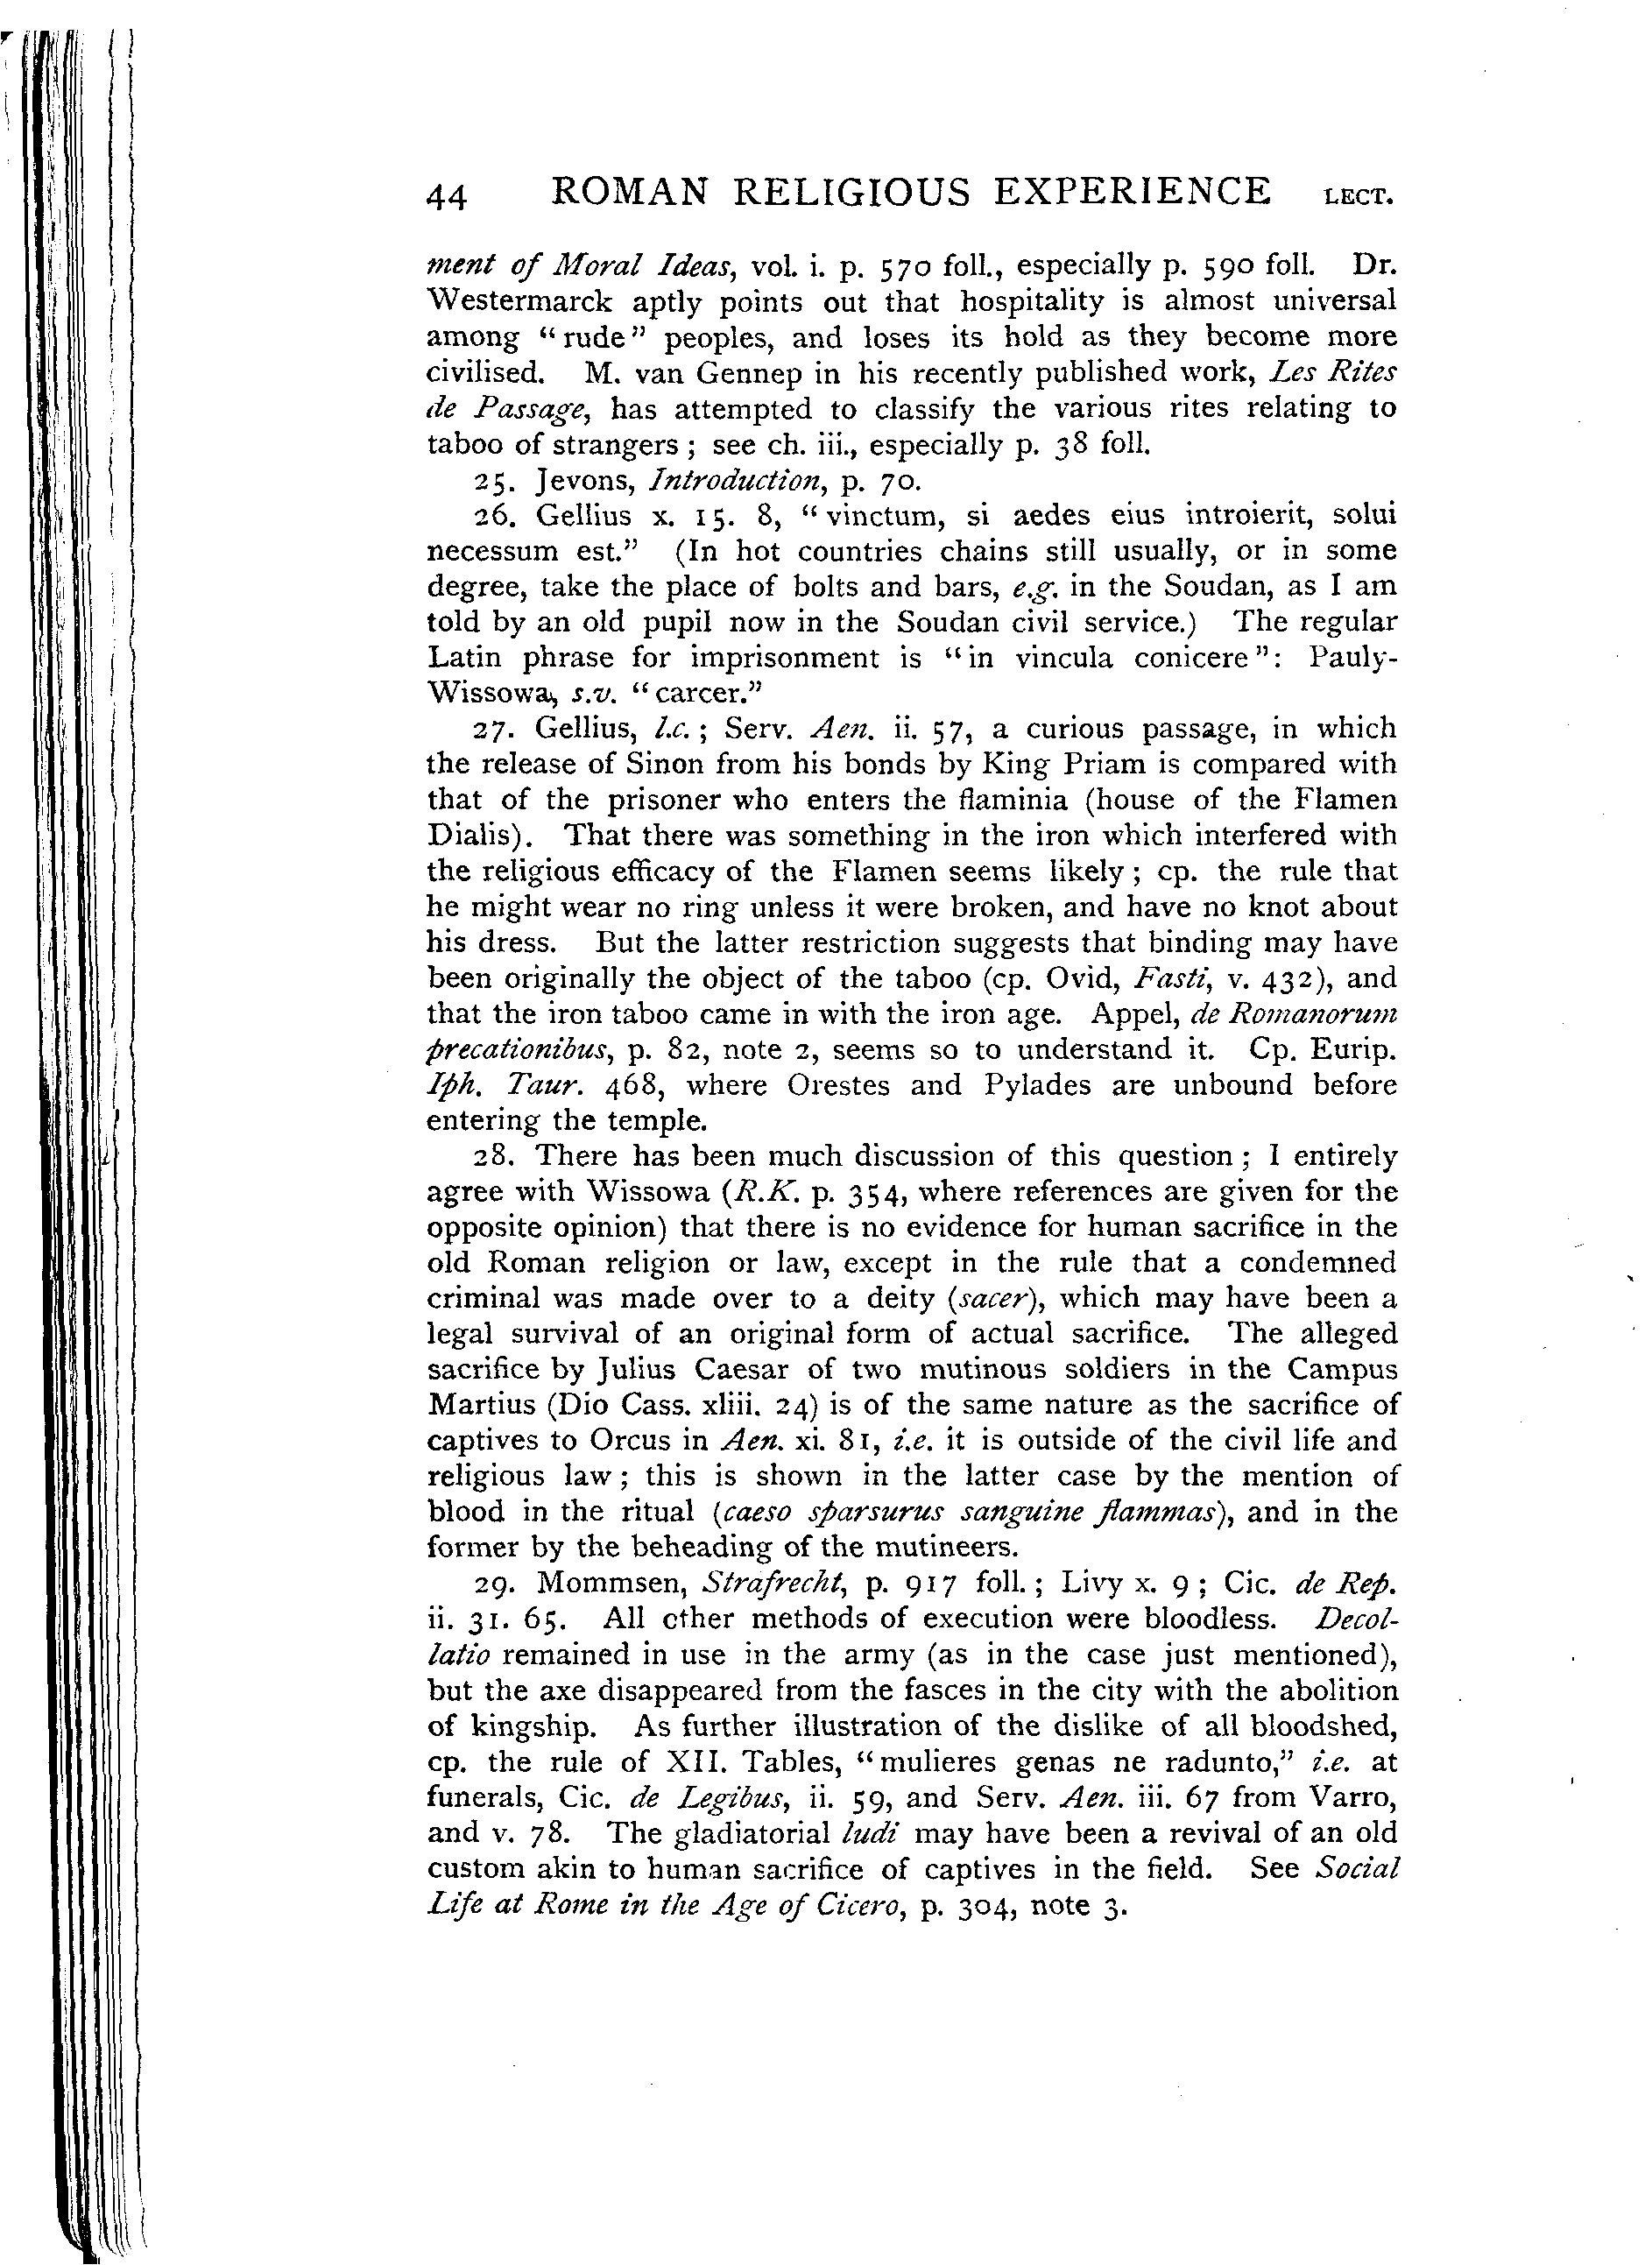 44 ROMAN RELIGIOUS EXPERIENCE LECT.
ment of Moral Ideas, vol. i. p. 570 foll., especially p. 590 foll. Dr.
Westermarck aptly points out that hospitality is almost universal
among “rude” peoples, and loses its hold as they become more
civilised. M. van Gennep in his recently published work, Les Rites
de Passage, has attempted to classify the various rites relating to
taboo of strangers ; see ch. iii., especially p. 38 foll.
25. Jevons, Introduction, p. 70.
26. Gellius x. 15. 8, “vinctum, si aedes eius introierit, solui
necessum est.” (In hot countries chains still usually, or in some
degree, take the place of bolts and bars, e.g. in the Soudan, as I am
told by an old pupil now in the Soudan civil service.) The regular
Latin phrase for imprisonment is “in vincula conicere”: Pauly-
Wissowa, s.v. “carcer.”
27. Gellius, l.c. ; Serv. Aen. ii. 57, a curious passage, in which
the release of Sinon from his bonds by King Priam is compared with
that of the prisoner who enters the flaminia (house of the Flamen
Dialis). That there was something in the iron which interfered with
the religious efficacy of the Flamen seems likely ; cp. the rule that
he might wear no ring unless it were broken, and have no knot about
his dress. But the latter restriction suggests that binding may have
been originally the object of the taboo (cp. Ovid, Fasti, v. 432), and
that the iron taboo came in with the iron age. Appel, de Romanorum
precationibus, p. 82, note 2, seems so to understand it. Cp. Eurip.
Iph. Taur. 468, where Orestes and Pylades are unbound before
entering the temple.
28. There has been much discussion of this question ; I entirely
agree with Wissowa (R.K. p. 354, where references are given for the
opposite opinion) that there is no evidence for human sacrifice in the
old Roman religion or law, except in the rule that a condemned
criminal was made over to a deity (sacer), which may have been a
legal survival of an original form of actual sacrifice. The alleged
sacrifice by Julius Caesar of two mutinous soldiers in the Campus
Martius (Dio Cass. xliii. 24) is of the same nature as the sacrifice of
captives to Orcus in Aen. xi. 81, i.e. it is outside of the civil life and
religious law ; this is shown in the latter case by the mention of
blood in the ritual (caeso sparsurus sanguine flammas), and in the
former by the beheading of the mutineers.
29. Mommsen, Strafrecht, p. 917 foll. ; Livy x. 9 ; Cic. de Rep.
ii. 31. 65. All other methods of execution were bloodless. Decol-
latio remained in use in the army (as in the case just mentioned),
but the axe disappeared from the fasces in the city with the abolition
of kingship. As further illustration of the dislike of all bloodshed,
cp. the rule of XII. Tables, “mulieres genas ne radunto,” i.e. at
funerals, Cic. de Legibus, ii. 59, and Serv. Aen. iii. 67 from Varro,
and v. 78. The gladiatorial ludi may have been a revival of an old
custom akin to human sacrifice of captives in the field. See Social
Life at Rome in the Age of Cicero, p. 304, note 3.